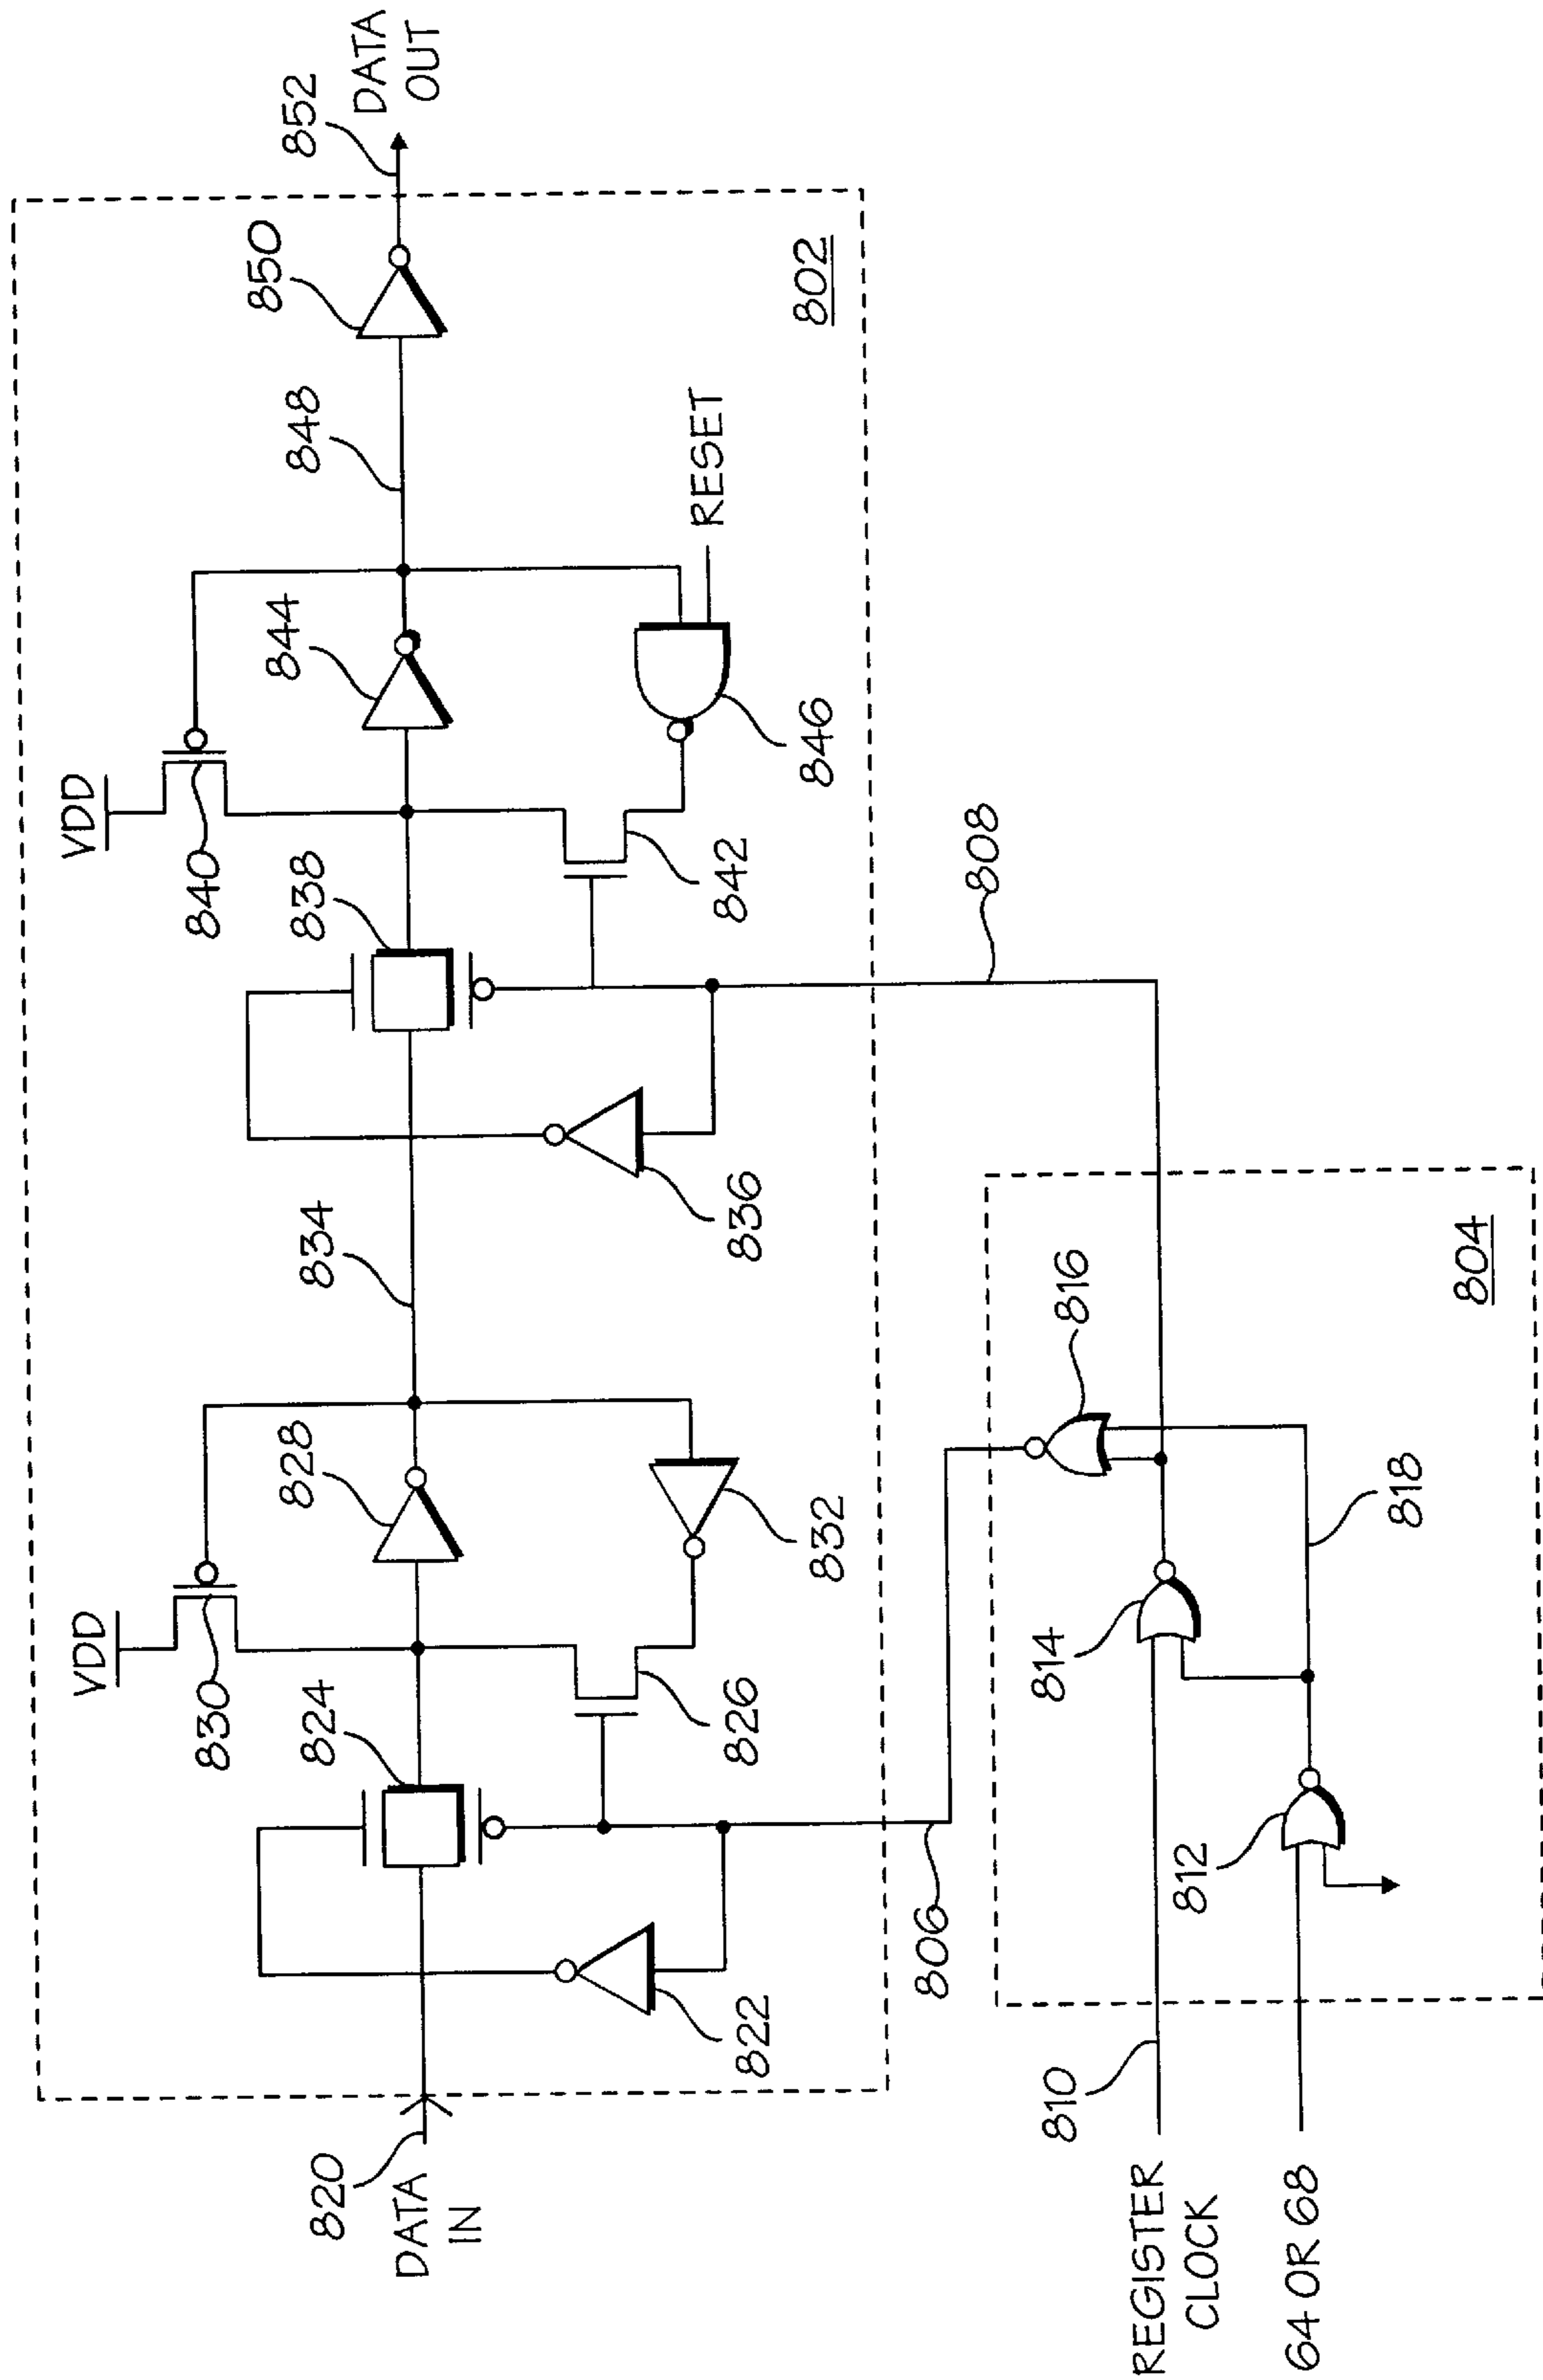 852
DATA
OUT
850
848
802
VDD
840
844
RESET
846
838
842
808
834
836
VDD
830
828
832
816
804
824
826
814
818
806
812
822
820
DATA
IN
810
REGISTER
CLOCK
64 OR 68